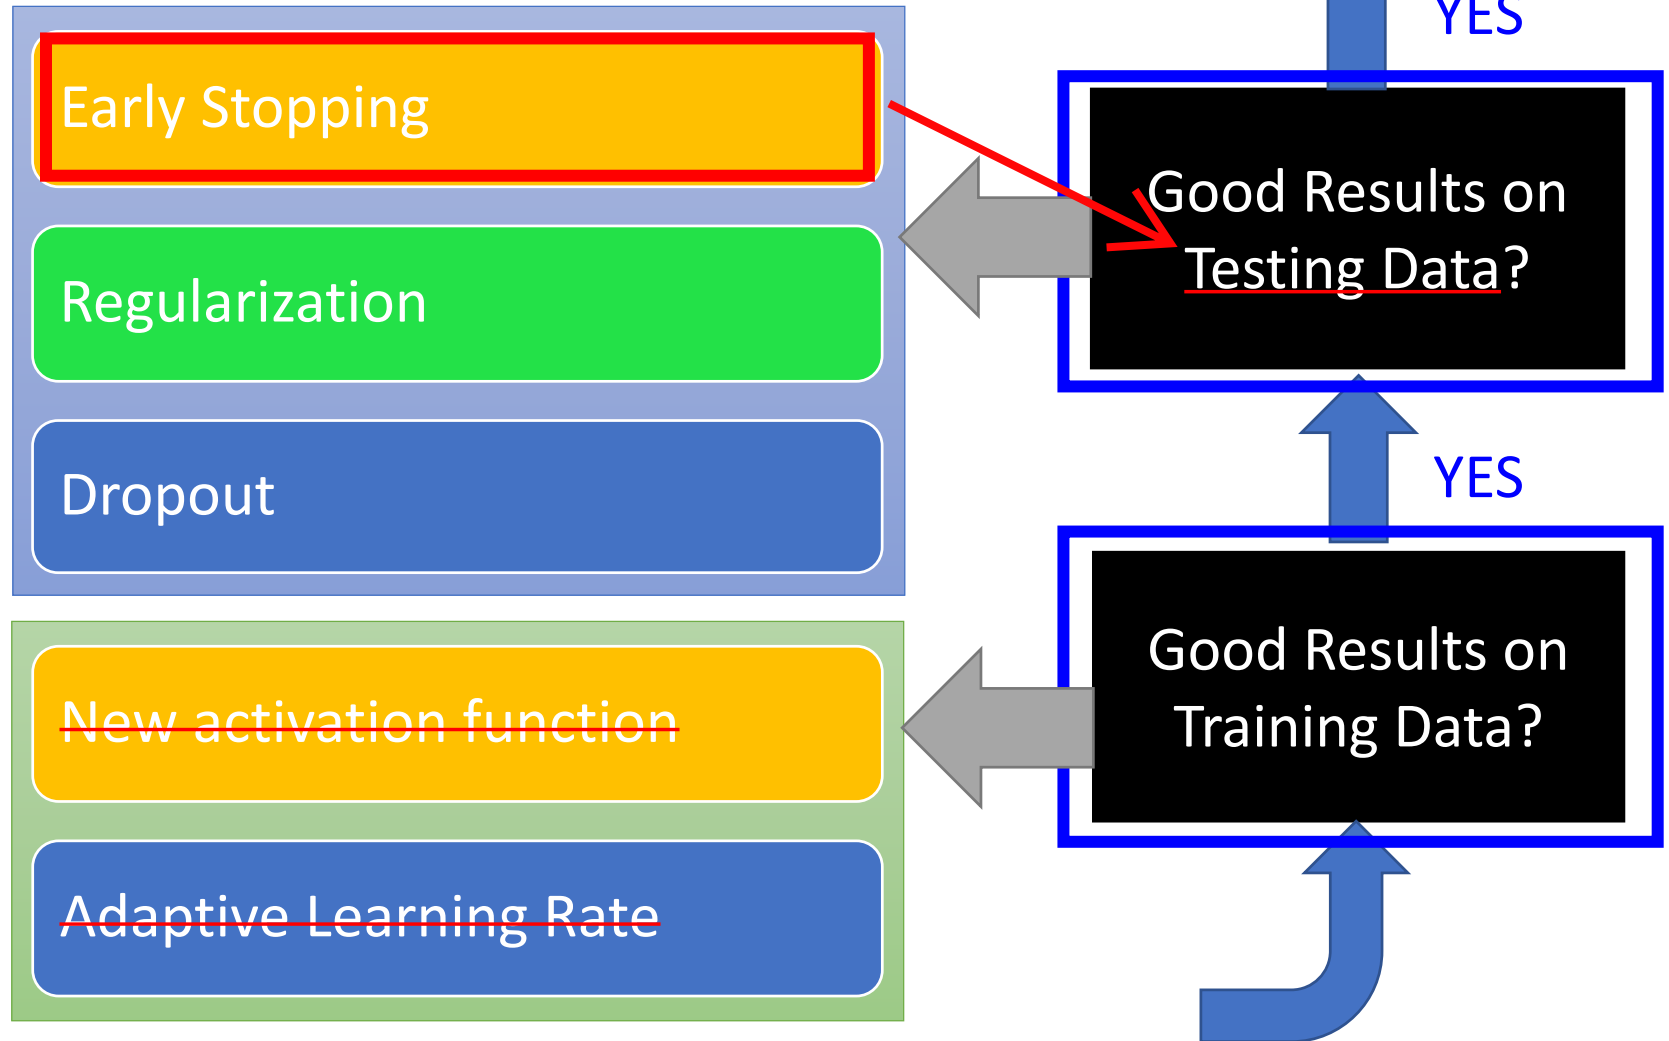 YES
Early Stopping
Good Results on
Testing Data?
Regularization
Dropout
YES
New activation function
Good Results on
Training Data?
Adaptive Learning Rate